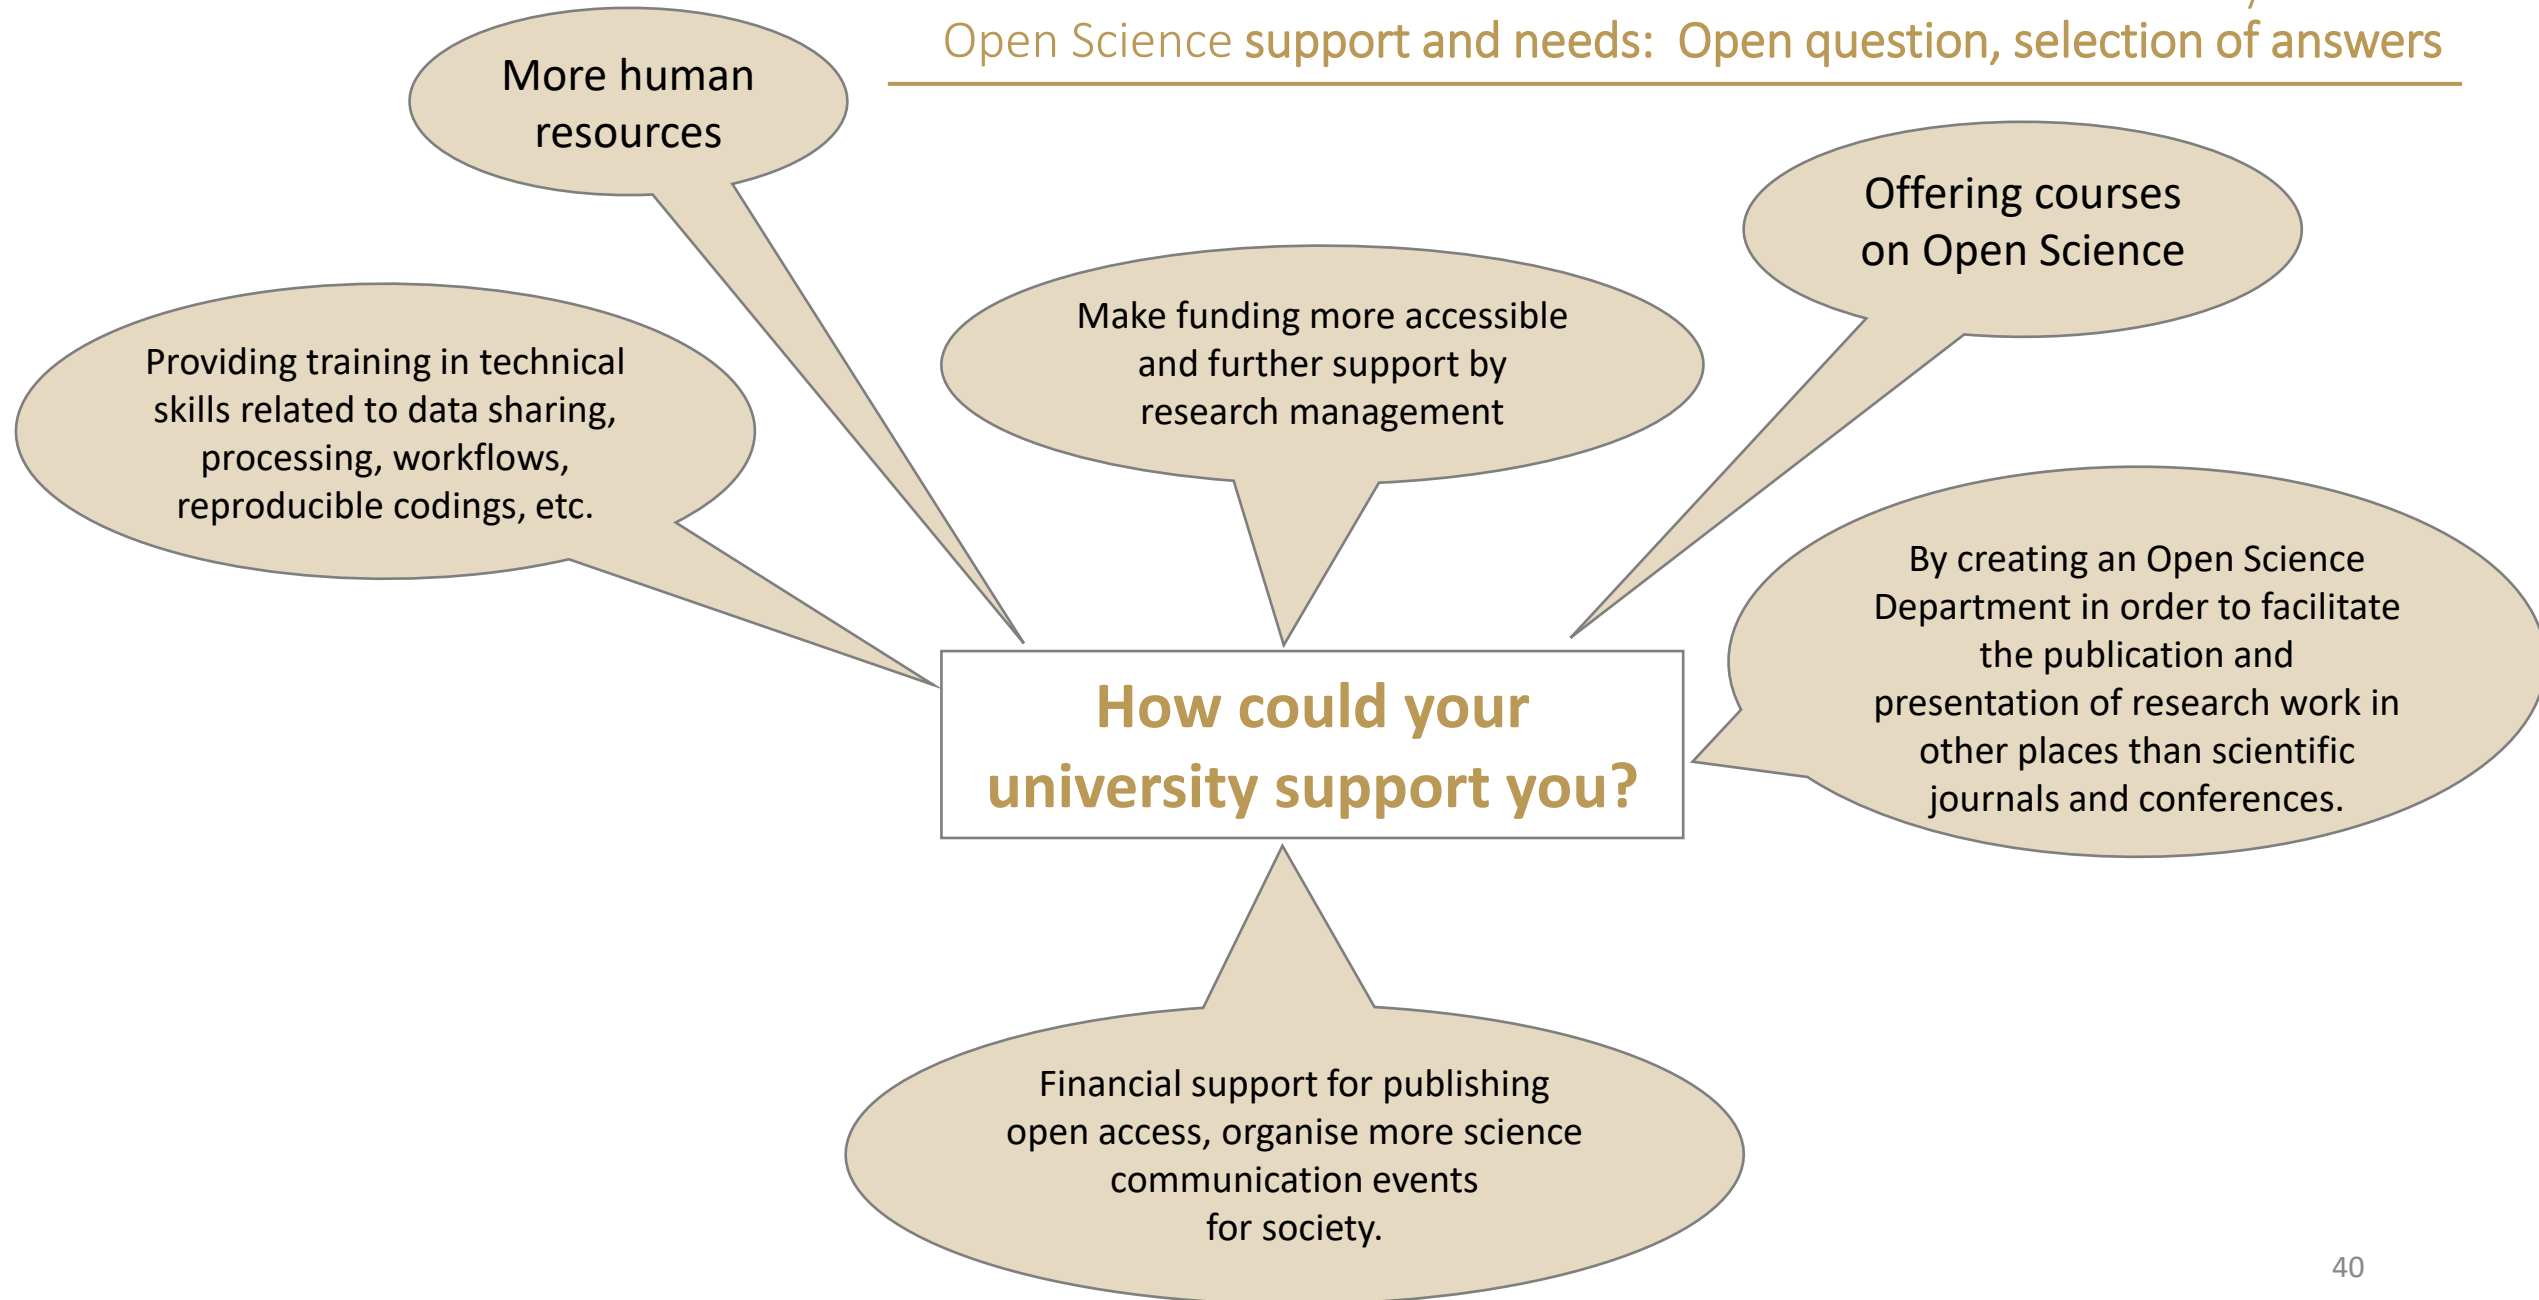 Open Science support and needs: Open question, selection of answers
More human
resources
Offering courses
on Open Science
Make funding more accessible
and further support by
research management
Providing training in technical
skills related to data sharing,
processing, workflows,
reproducible codings, etc.
By creating an Open Science
Department in order to facilitate
the publication and
presentation of research work in
other places than scientific
journals and conferences.
How could your
university support you?
Financial support for publishing
open access, organise more science
communication events
for society.
40